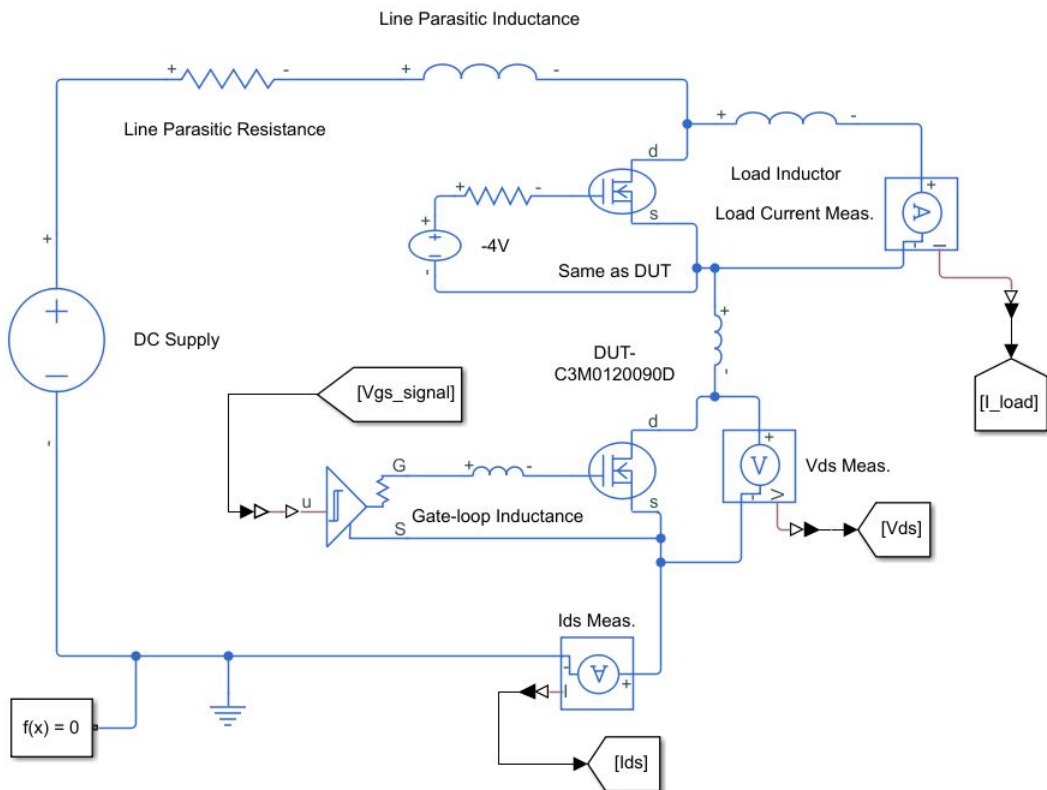 Line Parasitic Inductance
+
-
+
-
Line Parasitic Resistance
+
-
d
Load Inductor
+
-
s
Load Current Meas.
+
A
-
I
+
+
-
-4V
-
Same as DUT
+
DC Supply
DUT-
C3M0120090D
-
[I_load]
[Vgs_signal]
d
+
V
-
V
Vds Meas.
G
+
-
u
s
Gate-loop Inductance
S
[Vds]
-
Ids Meas.
-
A
+
I
f(x) = 0
[Ids]